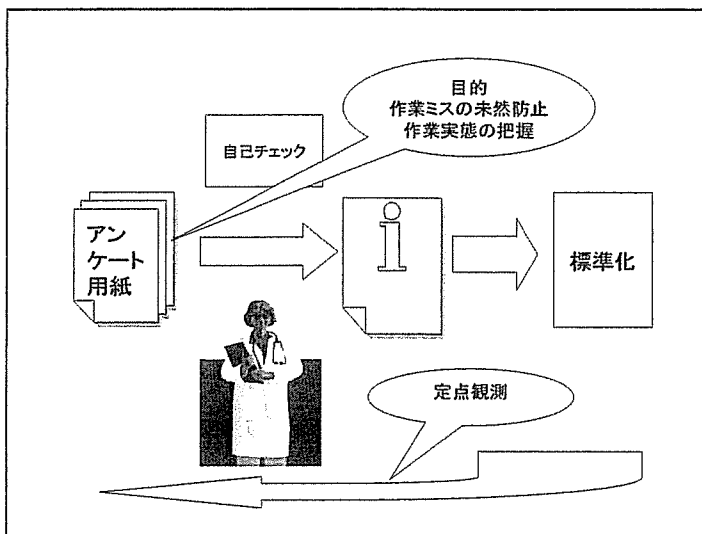 目的
作業ミスの未然防止
作業実態の把握
自己チェック
アン
ケート
用紙
i
標準化
定点観測